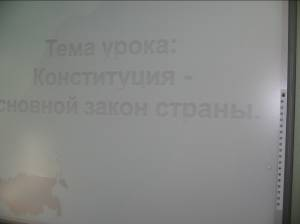 Тема урока:
Конституция -
сновной закон страны.